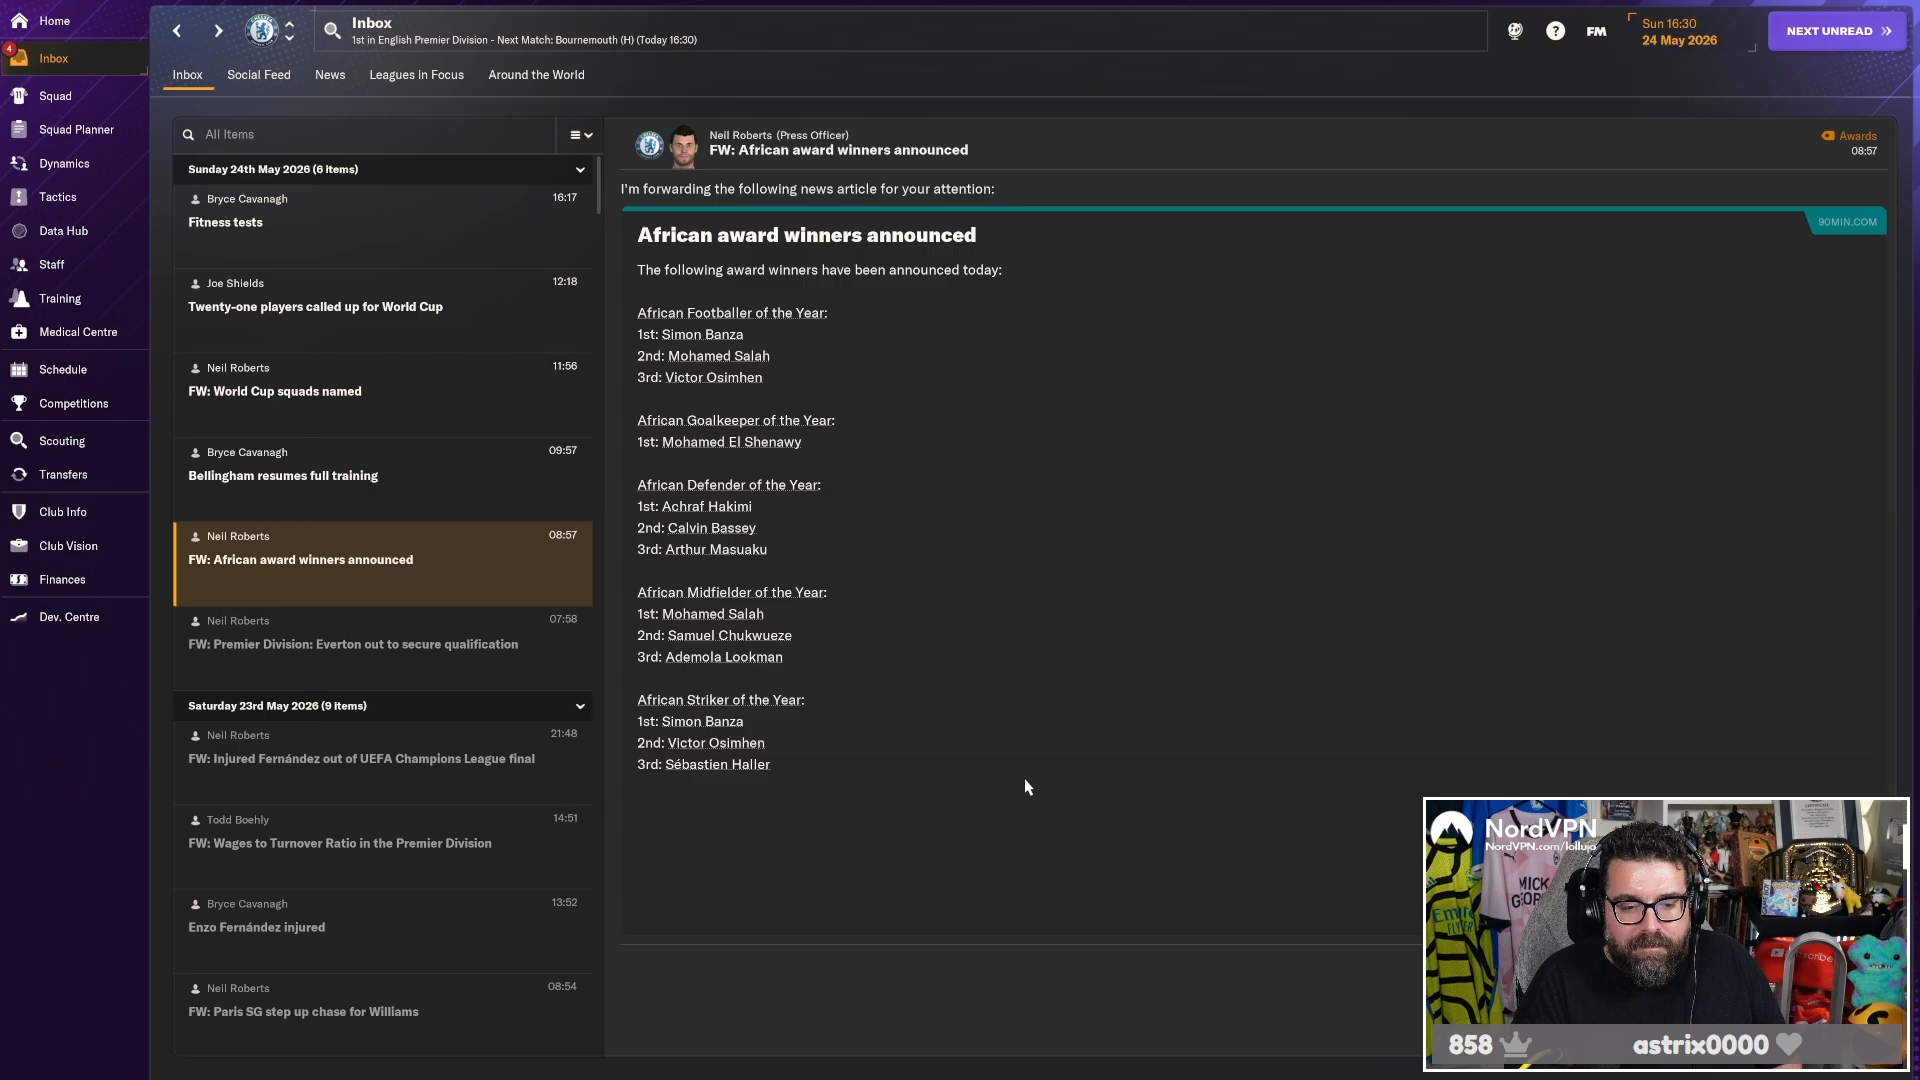 Home
4
Inbox
Squad
Squad Planner
Dynamics
Tactics
Data Hub
Staff
Training
Medical Centre
Schedule
Competitions
Scouting
Transfers
Club Info
Club Vision
Finances
Dev. Centre
Inbox
1st in English Premier Division - Next Match: Bournemouth (H) (Today 16:30)
FM
Sun 16:30
24 May 2026
NEXT UNREAD
Inbox
Social Feed
News
Leagues in Focus
Around the World
All Items
Sunday 24th May 2026 (6 items)
Bryce Cavanagh 16:17
Fitness tests
Joe Shields 12:18
Twenty-one players called up for World Cup
Neil Roberts 11:56
FW: World Cup squads named
Bryce Cavanagh 09:57
Bellingham resumes full training
Neil Roberts 08:57
FW: African award winners announced
Neil Roberts 07:58
FW: Premier Division: Everton out to secure qualification
Saturday 23rd May 2026 (9 items)
Neil Roberts 21:48
FW: Injured Fernández out of UEFA Champions League final
Todd Boehly 14:51
FW: Wages to Turnover Ratio in the Premier Division
Bryce Cavanagh 13:52
Enzo Fernández injured
Neil Roberts 08:54
FW: Paris SG step up chase for Williams
Neil Roberts (Press Officer)
FW: African award winners announced
Awards
08:57
I'm forwarding the following news article for your attention:
90MIN.COM
African award winners announced
The following award winners have been announced today:
African Footballer of the Year:
1st: Simon Banza
2nd: Mohamed Salah
3rd: Victor Osimhen
African Goalkeeper of the Year:
1st: Mohamed El Shenawy
African Defender of the Year:
1st: Achraf Hakimi
2nd: Calvin Bassey
3rd: Arthur Masuaku
African Midfielder of the Year:
1st: Mohamed Salah
2nd: Samuel Chukwueze
3rd: Ademola Lookman
African Striker of the Year:
1st: Simon Banza
2nd: Victor Osimhen
3rd: Sébastien Haller
NordVPN
NordVPN.com/lollujo
MICK
858
astrix0000